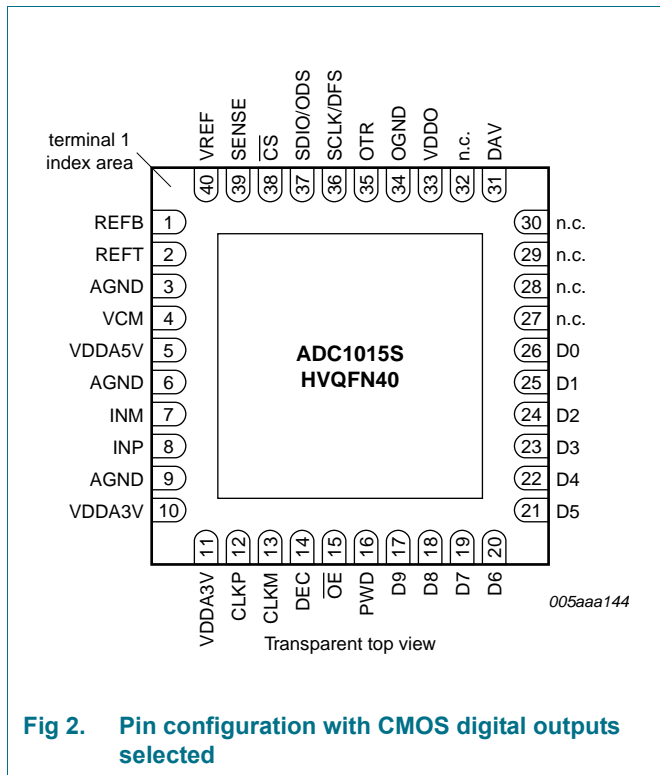 terminal 1
index area
VREF
SENSE
C̅S̅
SDIO/ODS
SCLK/DFS
OTR
OGND
VDDO
n.c.
DAV
40
39
38
37
36
35
34
33
32
31
REFB 1
REFT 2
AGND 3
VCM 4
VDDA5V 5
AGND 6
INM 7
INP 8
AGND 9
VDDA3V 10
ADC1015S
HVQFN40
30 n.c.
29 n.c.
28 n.c.
27 n.c.
26 D0
25 D1
24 D2
23 D3
22 D4
21 D5
11
12
13
14
15
16
17
18
19
20
VDDA3V
CLKP
CLKM
DEC
O̅E̅
PWD
D9
D8
D7
D6
005aaa144
Transparent top view
Fig 2. Pin configuration with CMOS digital outputs
selected